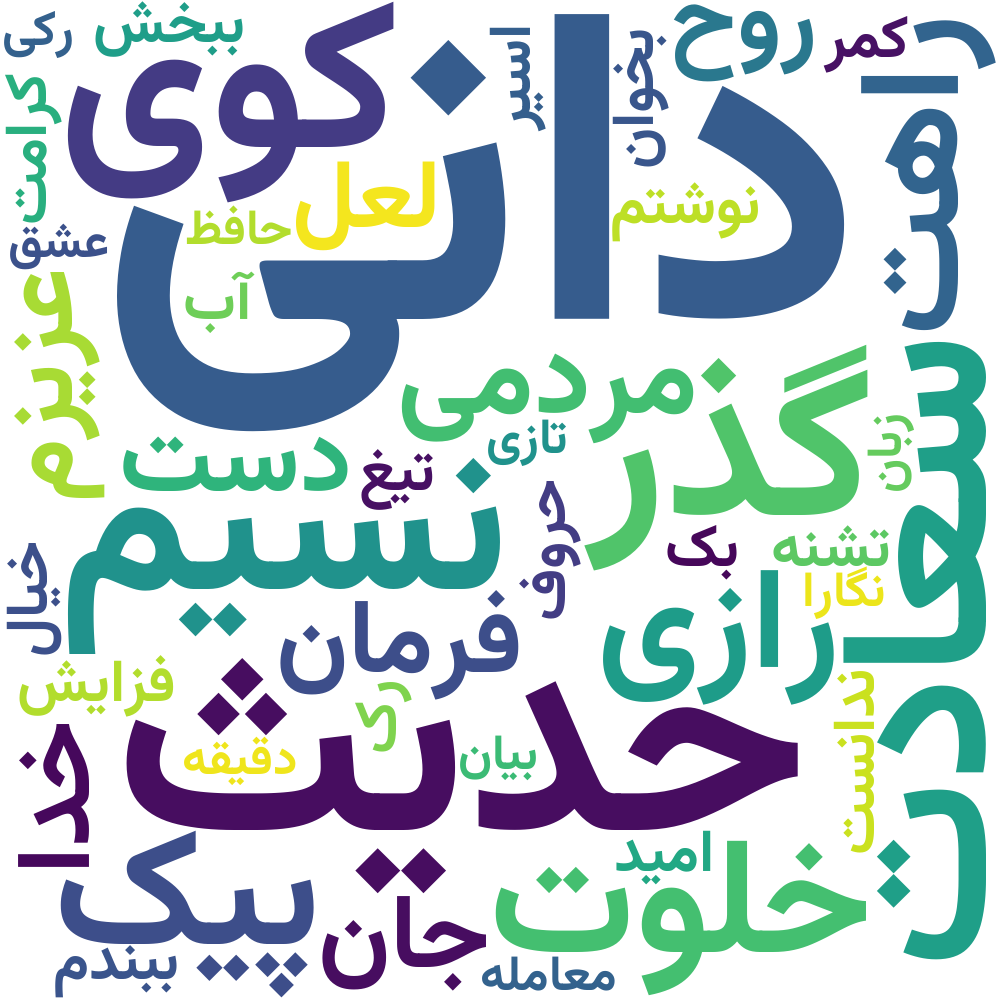 رکی
ببخش
کوی
اسیر
دانی
بخوان
روح
کمر
راهت
کرامت
لعل
نوشتم
حافظ
عشق
آب
عزیزم
مردمی
گذر
سعادت
تازی
زبان
دست
تیغ
نسیم
حروف
بک
تشنه
نگارا
خیال
فرمان
رازی
فزایش
رک
حدیث
ندانست
دقیقه
بیان
خدا
پیک
جان
امید
خلوت
ببندم
معامله